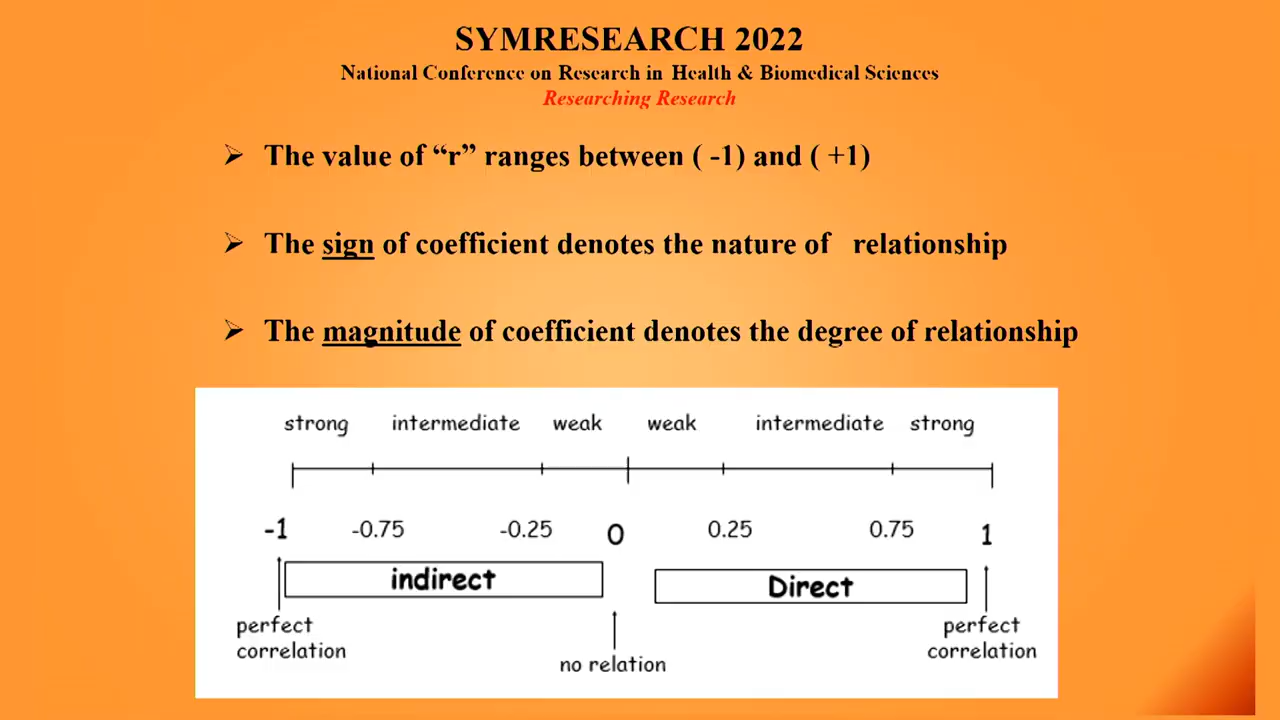 SYMRESEARCH 2022
National Conference on Research in Health & Biomedical Sciences
Researching Research
➢ The value of “r” ranges between ( -1) and ( +1)
➢ The sign of coefficient denotes the nature of relationship
➢ The magnitude of coefficient denotes the degree of relationship
strong intermediate weak weak intermediate strong
-1 -0.75 -0.25 0 0.25 0.75 1
indirect Direct
perfect correlation
no relation
perfect correlation